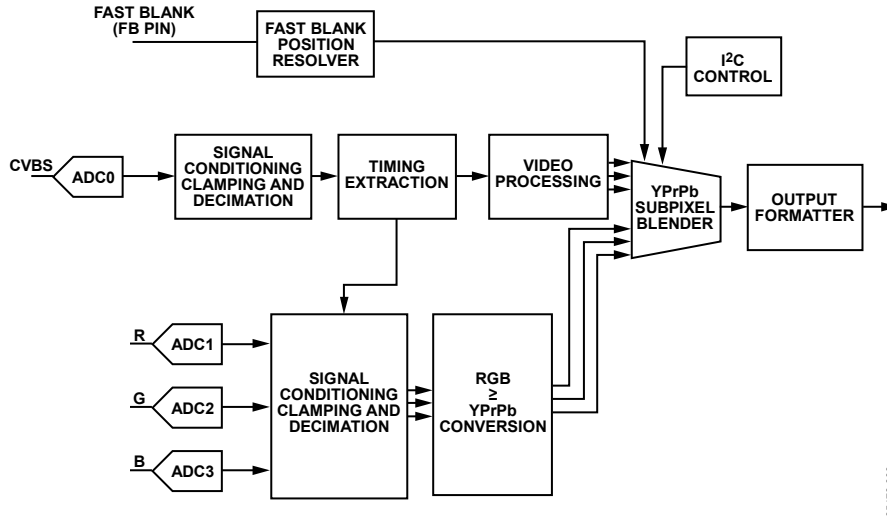 FAST BLANK
(FB PIN)
FAST BLANK
POSITION
RESOLVER
I²C
CONTROL
CVBS
ADC0
SIGNAL
CONDITIONING
CLAMPING AND
DECIMATION
TIMING
EXTRACTION
VIDEO
PROCESSING
YPrPb
SUBPIXEL
BLENDER
OUTPUT
FORMATTER
R
ADC1
G
ADC2
B
ADC3
SIGNAL
CONDITIONING
CLAMPING AND
DECIMATION
RGB
≥
YPrPb
CONVERSION